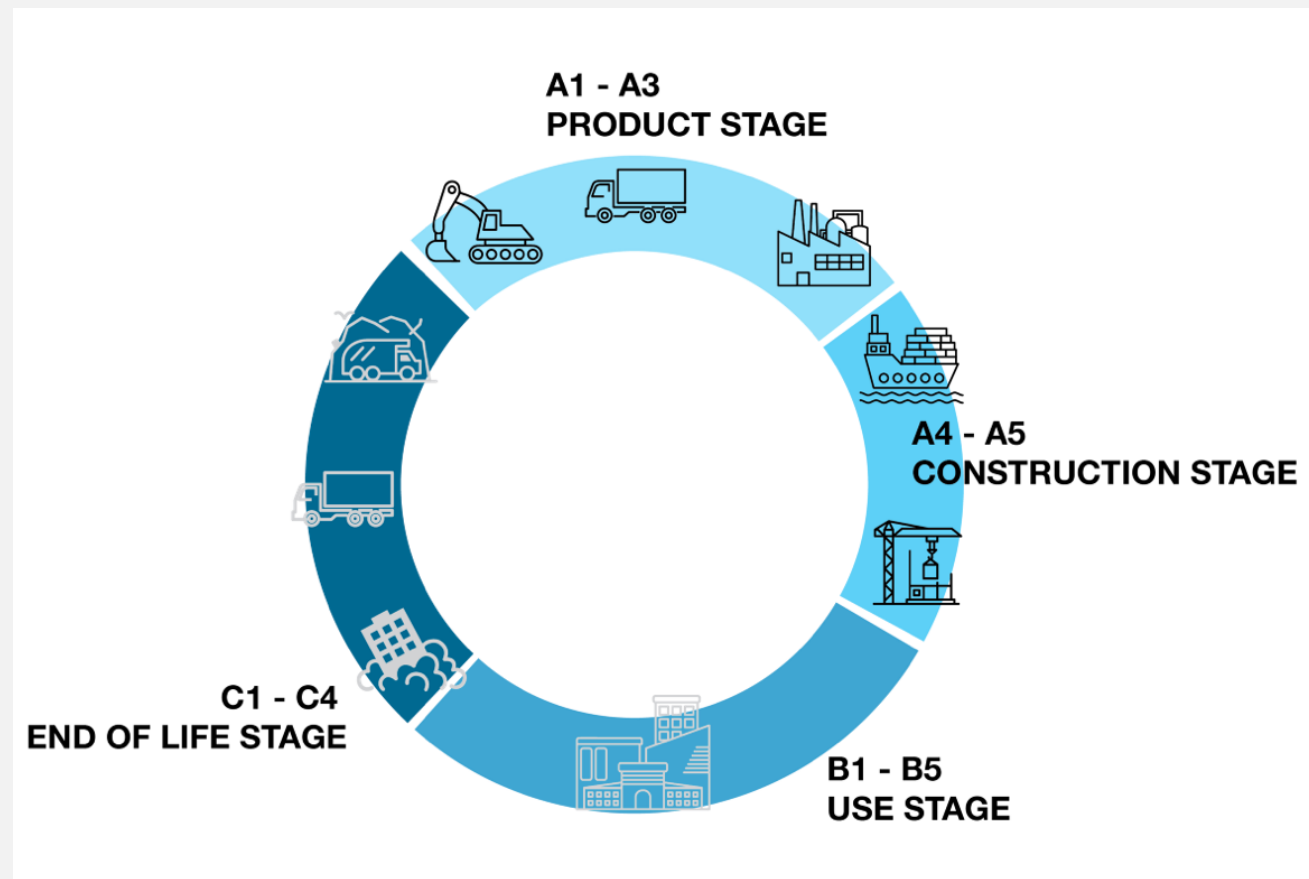 A1 - A3
PRODUCT STAGE
A4 - A5
CONSTRUCTION STAGE
B1 - B5
USE STAGE
C1 - C4
END OF LIFE STAGE